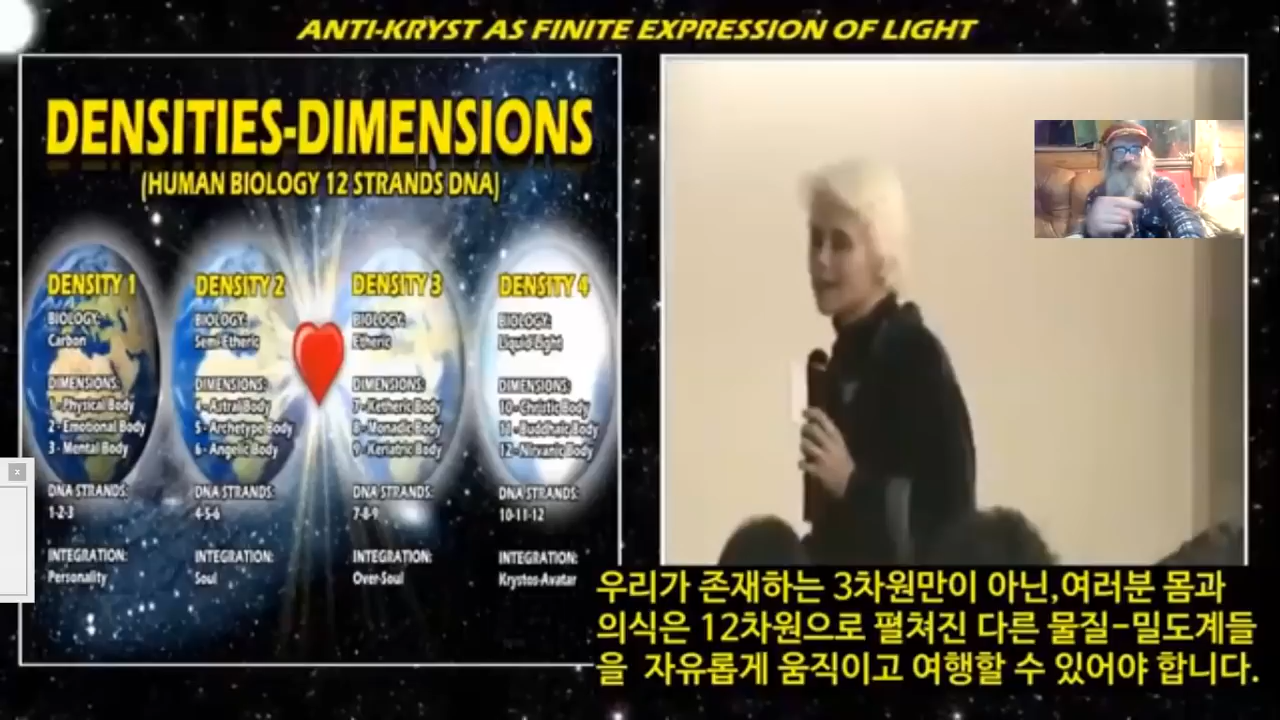 ANTI-KRYST AS FINITE EXPRESSION OF LIGHT
DENSITIES-DIMENSIONS
(HUMAN BIOLOGY 12 STRANDS DNA)
DENSITY 1
BIOLOGY:
Carbon
DIMENSIONS:
1 - Physical Body
2 - Emotional Body
3 - Mental Body
DNA STRANDS:
1-2-3
INTEGRATION:
Personality
DENSITY 2
BIOLOGY:
Semi-Etheric
DIMENSIONS:
4 - Astral Body
5 - Archetype Body
6 - Angelic Body
DNA STRANDS:
4-5-6
INTEGRATION:
Soul
DENSITY 3
BIOLOGY:
Etheric
DIMENSIONS:
7 - Ketheric Body
8 - Monadic Body
9 - Keriatric Body
DNA STRANDS:
7-8-9
INTEGRATION:
Over-Soul
DENSITY 4
BIOLOGY:
Liquid-Light
DIMENSIONS:
10 - Christic Body
11 - Buddhaic Body
12 - Nirvanic Body
DNA STRANDS:
10-11-12
INTEGRATION:
Krystos-Avatar
우리가 존재하는 3차원만이 아닌,여러분 몸과
의식은 12차원으로 펼쳐진 다른 물질-밀도계들
을 자유롭게 움직이고 여행할 수 있어야 합니다.